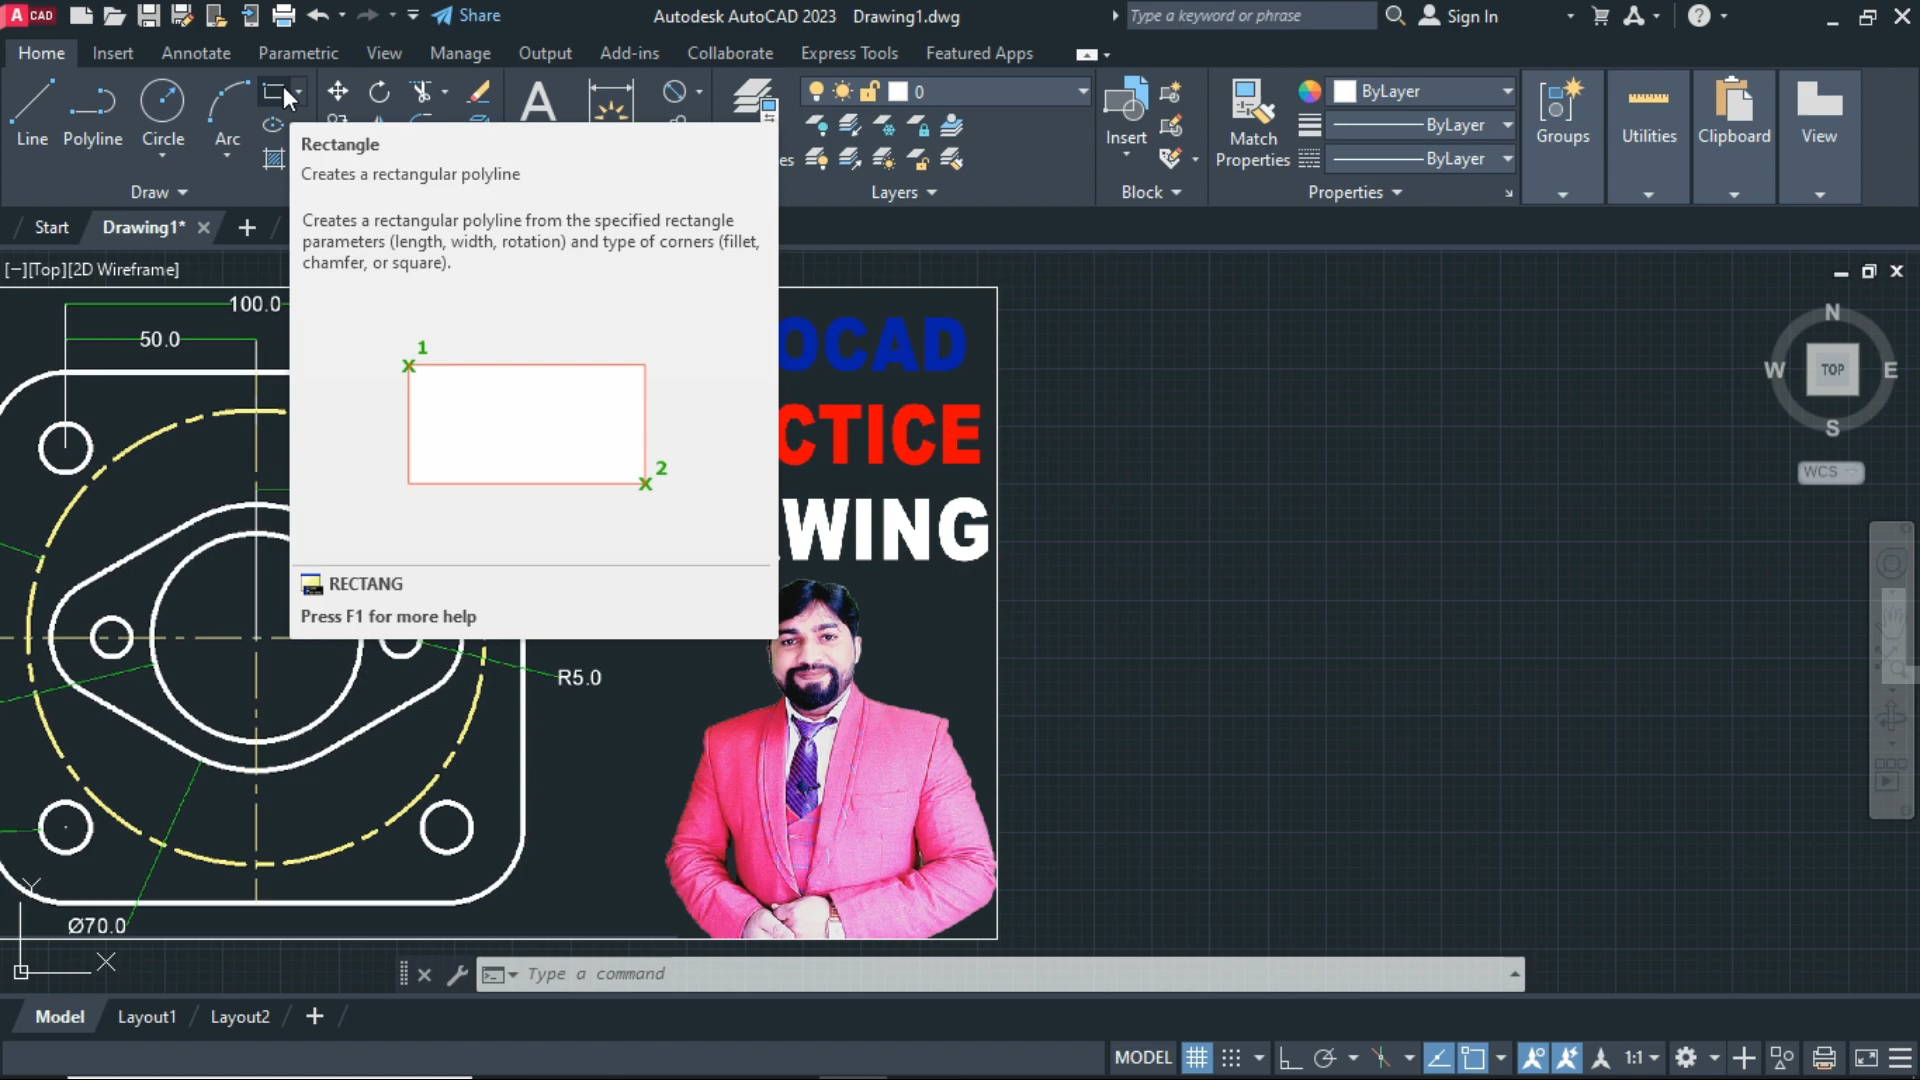 CAD
Share
Autodesk AutoCAD 2023 Drawing1.dwg
Type a keyword or phrase
Sign In
Home
Insert
Annotate
Parametric
View
Manage
Output
Add-ins
Collaborate
Express Tools
Featured Apps
Line
Polyline
Circle
Arc
Draw
0
Layers
Insert
Block
Match
Properties
ByLayer
ByLayer
ByLayer
Properties
Groups
Utilities
Clipboard
View
Start
Drawing1*
[−][Top][2D Wireframe]
Rectangle
Creates a rectangular polyline
Creates a rectangular polyline from the specified rectangle
parameters (length, width, rotation) and type of corners (fillet,
chamfer, or square).
1
2
RECTANG
Press F1 for more help
100.0
50.0
R5.0
Ø70.0
OCAD
CTICE
WING
N
W
TOP
E
S
WCS
Y
X
Type a command
Model
Layout1
Layout2
MODEL
1:1